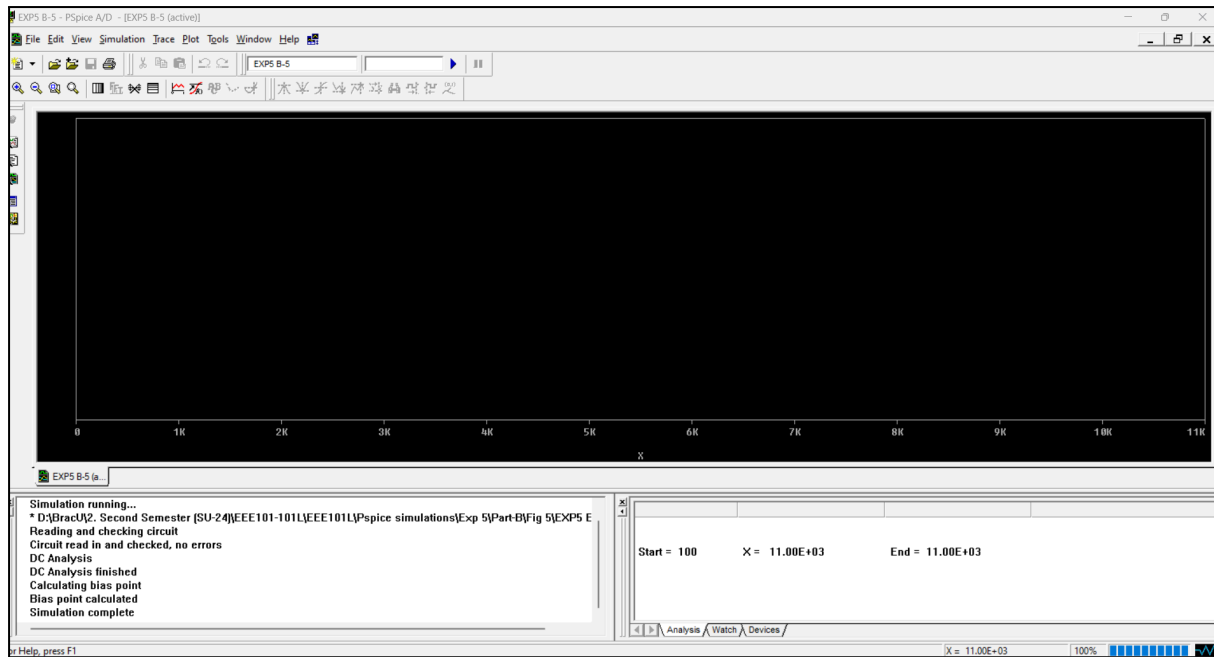 EXP5 B-5 - PSpice A/D - [EXP5 B-5 (active)]
File Edit View Simulation Trace Plot Tools Window Help
EXP5 B-5
0 1K 2K 3K 4K 5K 6K 7K 8K 9K 10K 11K
X
EXP5 B-5 (a...
Simulation running...
* D:\BracU\2. Second Semester (SU-24)\EEE101-101L\EEE101L\Pspice simulations\Exp 5\Part-B\Fig 5\EXP5 E
Reading and checking circuit
Circuit read in and checked, no errors
DC Analysis
DC Analysis finished
Calculating bias point
Bias point calculated
Simulation complete
Start = 100 X = 11.00E+03 End = 11.00E+03
Analysis Watch Devices
or Help, press F1 X = 11.00E+03 100%